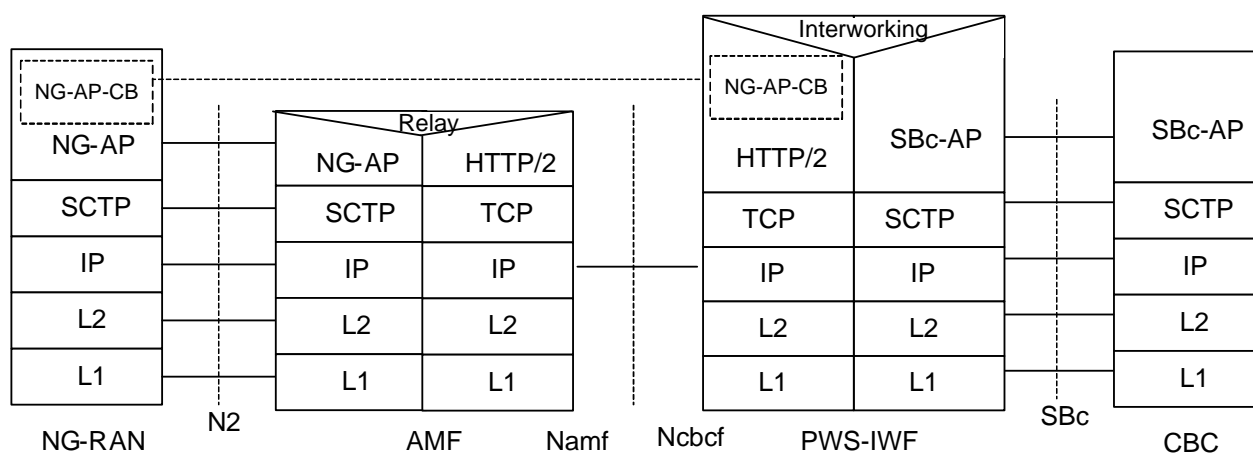 Interworking
NG-AP-CB
NG-AP-CB
Relay
NG-AP
NG-AP
HTTP/2
HTTP/2
SBc-AP
SBc-AP
SCTP
SCTP
TCP
TCP
SCTP
SCTP
IP
IP
IP
IP
IP
IP
L2
L2
L2
L2
L2
L2
L1
L1
L1
L1
L1
L1
NG-RAN
N2
AMF
Namf
Ncbcf
PWS-IWF
SBc
CBC